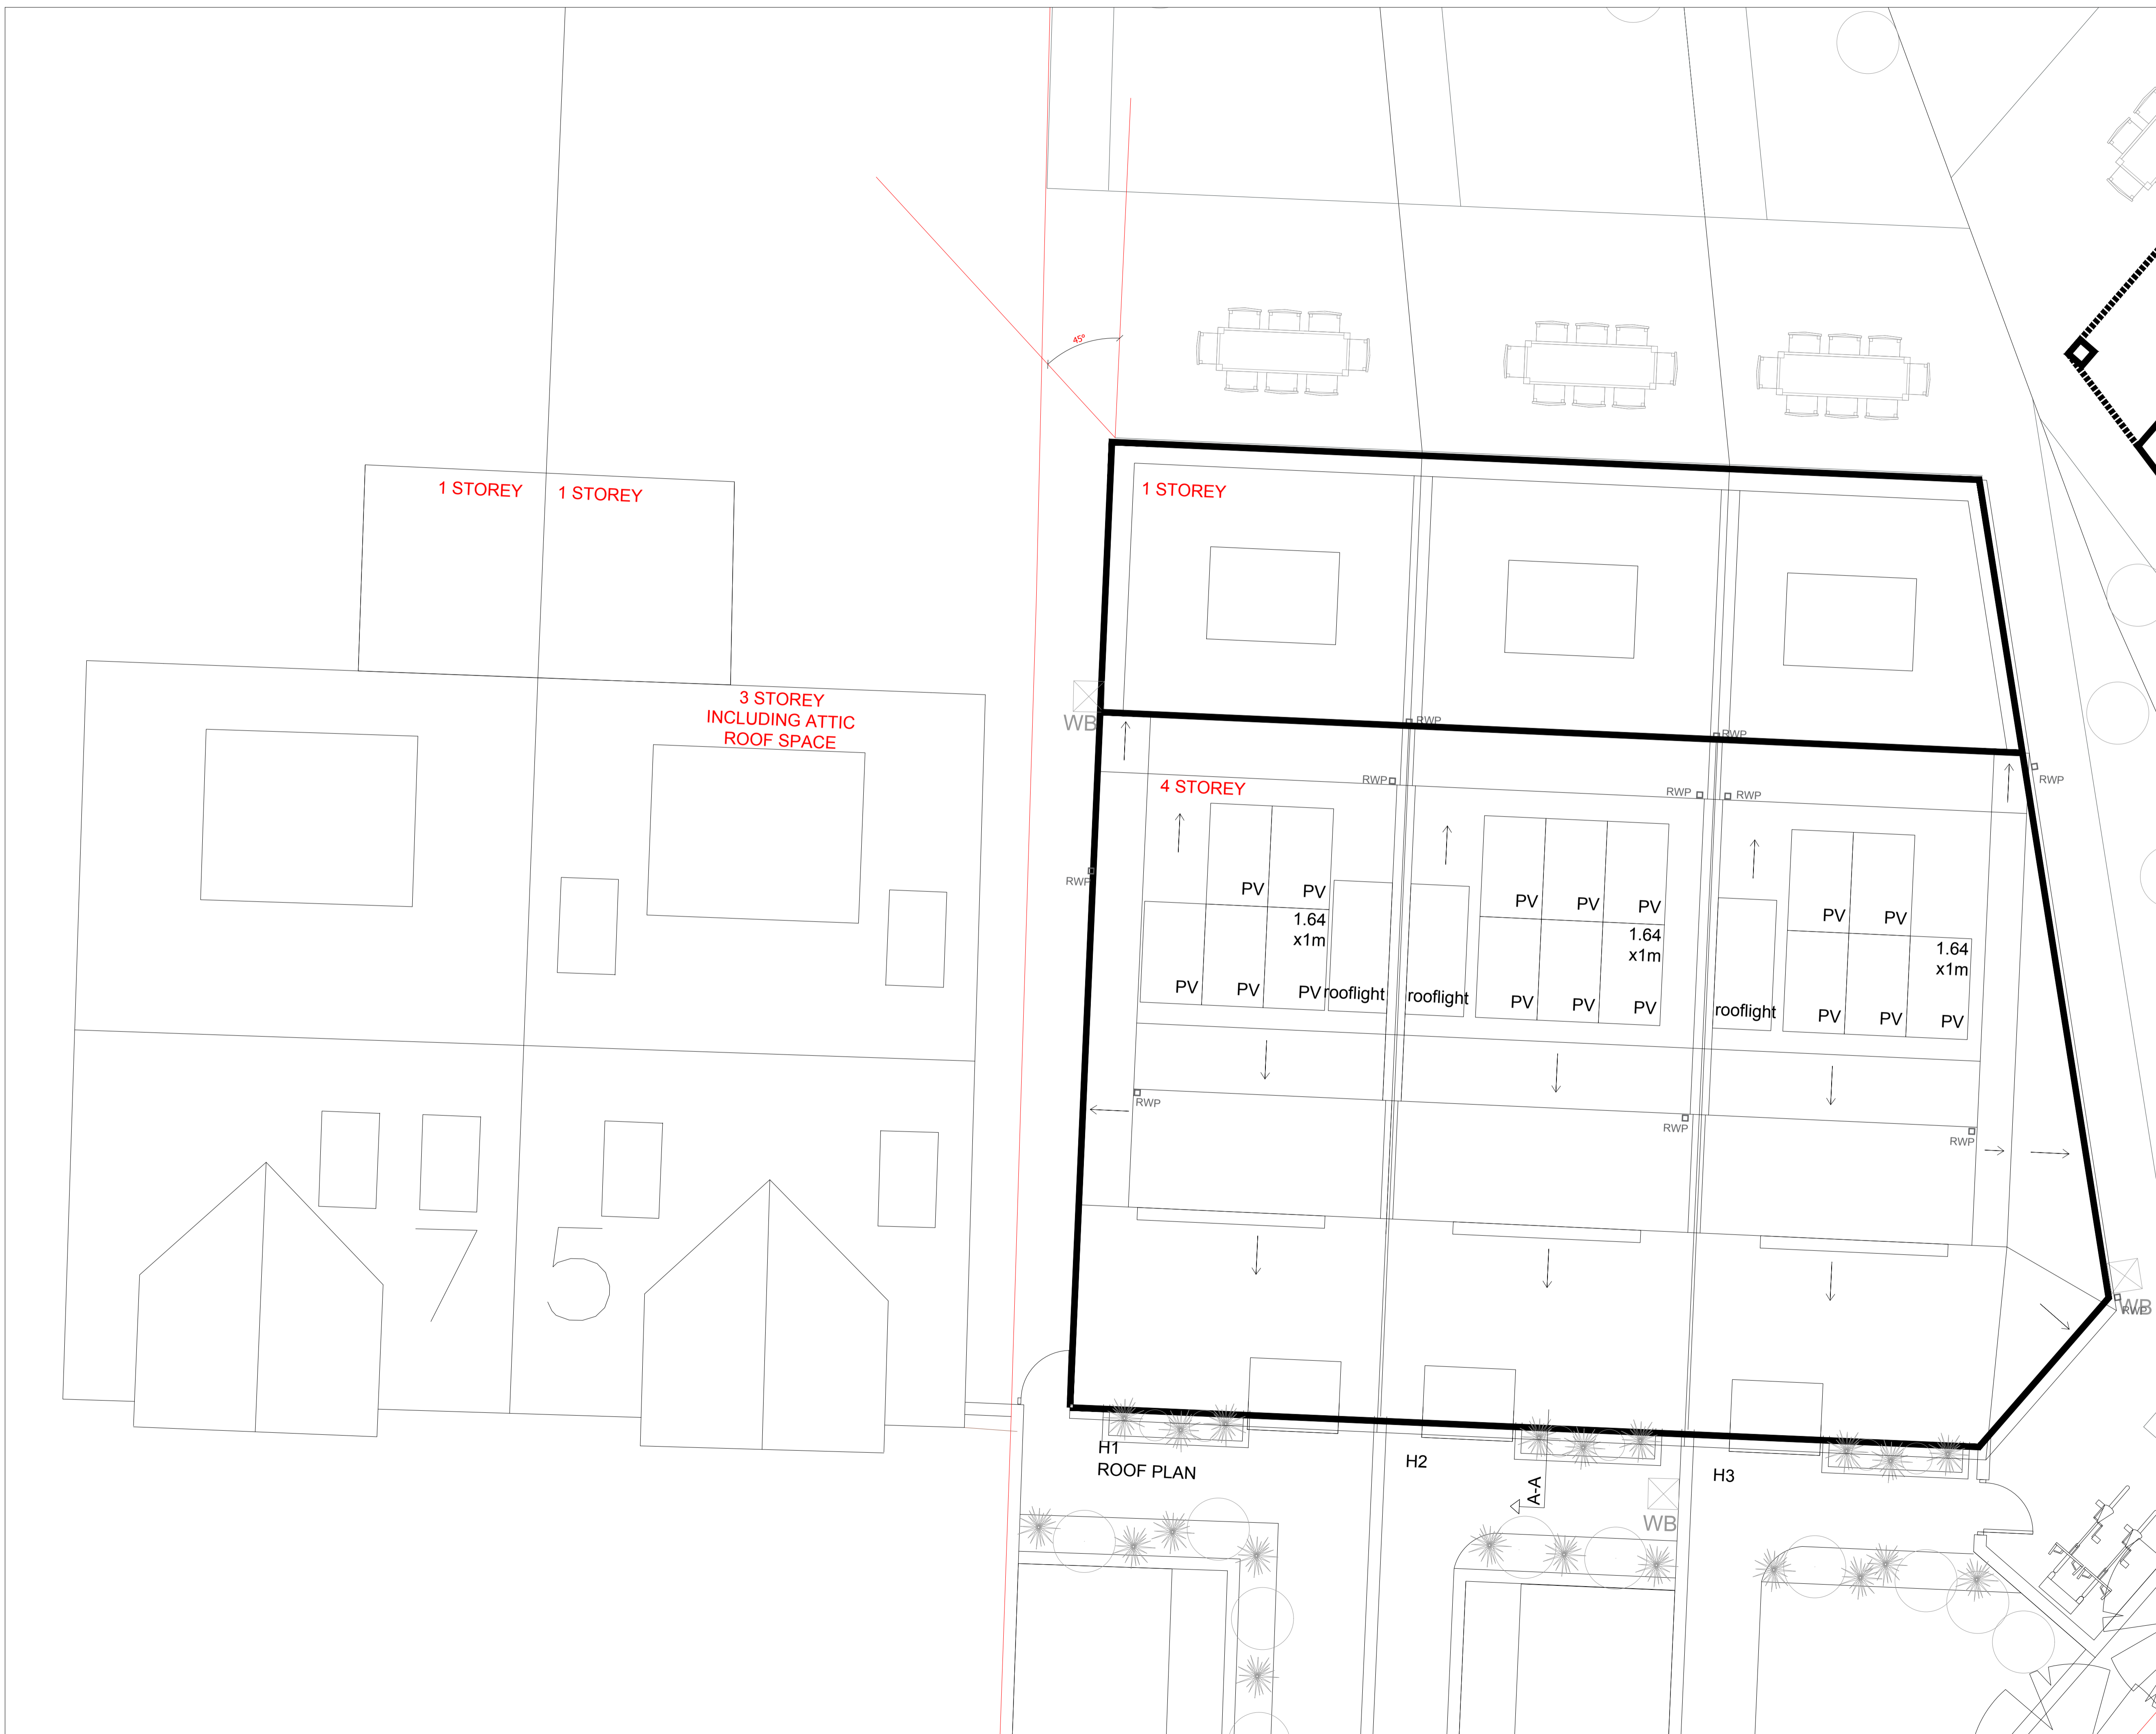 45º
1 STOREY
1 STOREY
1 STOREY
3 STOREY
INCLUDING ATTIC
ROOF SPACE
WB
RWP
RWP
RWP
4 STOREY
RWP
RWP
RWP
RWP
PV
PV
PV
PV
PV
PV
PV
1.64
x1m
1.64
x1m
1.64
x1m
PV
PV
PV
rooflight
rooflight
PV
PV
PV
rooflight
PV
PV
PV
RWP
RWP
RWP
7
5
WB
RWP
H1
ROOF PLAN
H2
H3
A-A
WB